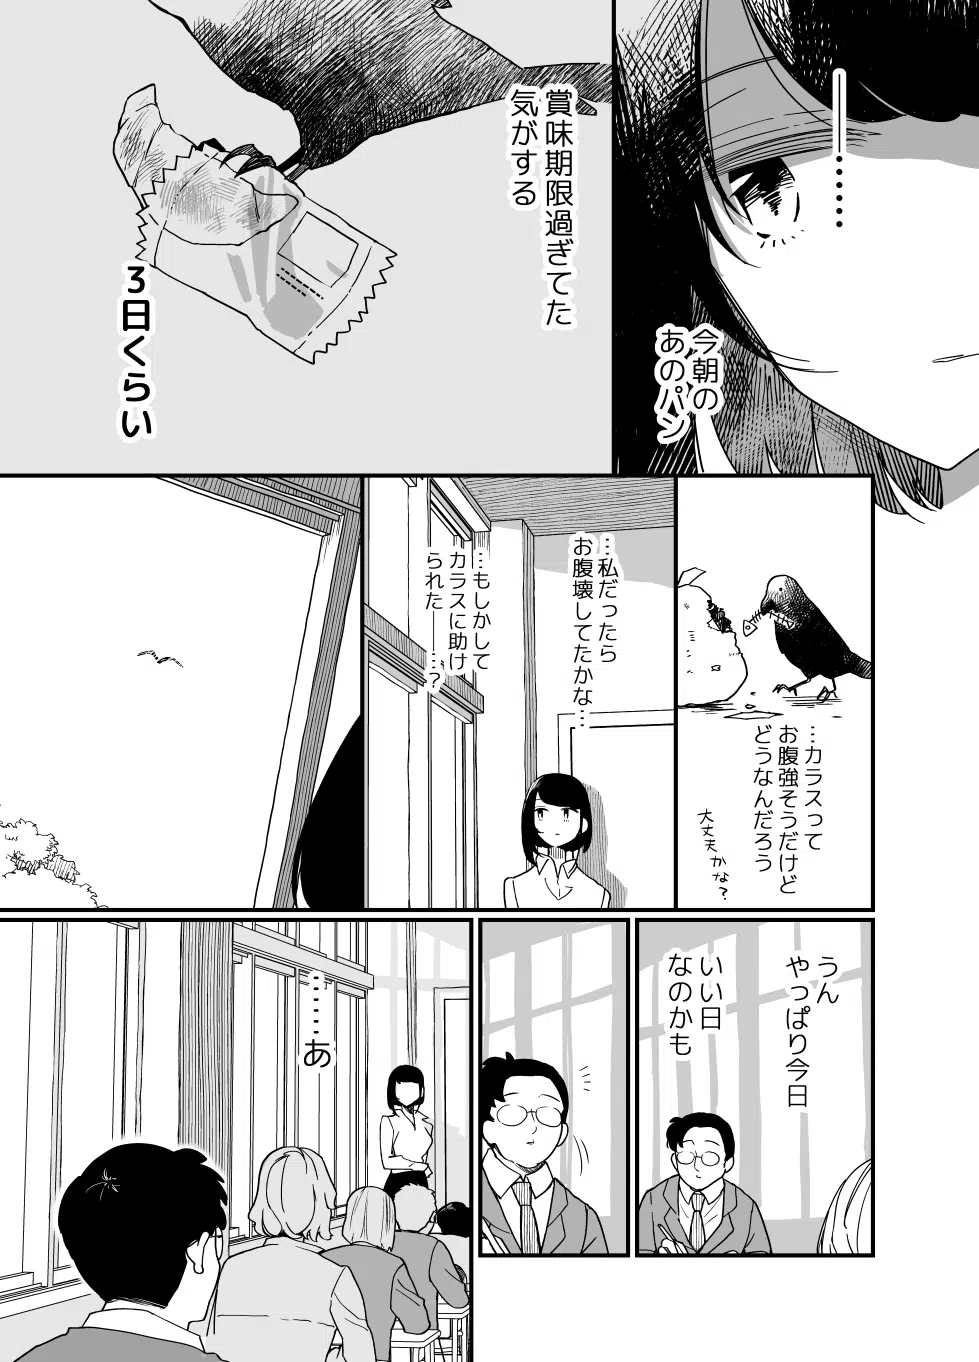 ………
今朝の
あのパン
賞味期限過ぎてた
気がする
3日くらい
…カラスって
お腹強そうだけど
どうなんだろう
大丈夫かな?
…私だったら
お腹壊してたかな…
…もしかして
カラスに助け
られた……?
うん
やっぱり今日
いい日
なのかも
……あ